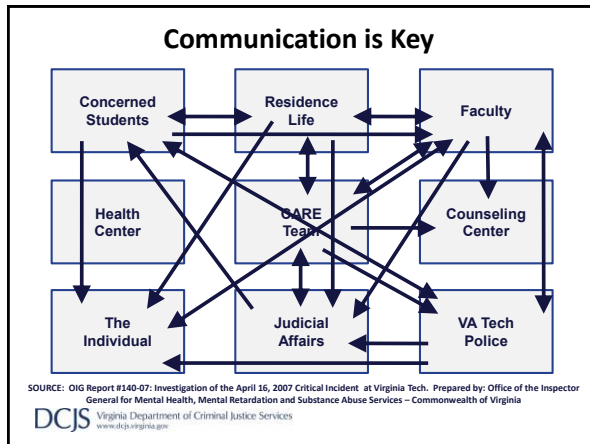 Communication is Key
Concerned
Students
Residence
Life
Faculty
Health
Center
CARE
Team
Counseling
Center
The
Individual
Judicial
Affairs
VA Tech
Police
SOURCE: OIG Report #140-07: Investigation of the April 16, 2007 Critical Incident at Virginia Tech. Prepared by: Office of the Inspector
General for Mental Health, Mental Retardation and Substance Abuse Services – Commonwealth of Virginia
DCJS Virginia Department of Criminal Justice Services
www.dcjs.virginia.gov